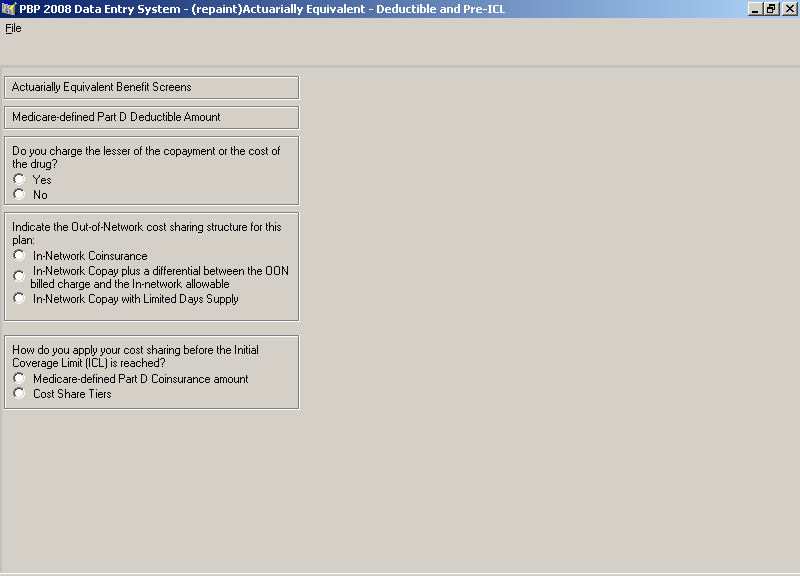 PBP 2008 Data Entry System - (repaint)Actuarially Equivalent - Deductible and Pre-ICL
File
Actuarially Equivalent Benefit Screens
Medicare-defined Part D Deductible Amount
Do you charge the lesser of the copayment or the cost of
the drug?
Yes
No
Indicate the Out-of-Network cost sharing structure for this
plan:
In-Network Coinsurance
In-Network Copay plus a differential between the OON
billed charge and the In-network allowable
In-Network Copay with Limited Days Supply
How do you apply your cost sharing before the Initial
Coverage Limit (ICL) is reached?
Medicare-defined Part D Coinsurance amount
Cost Share Tiers